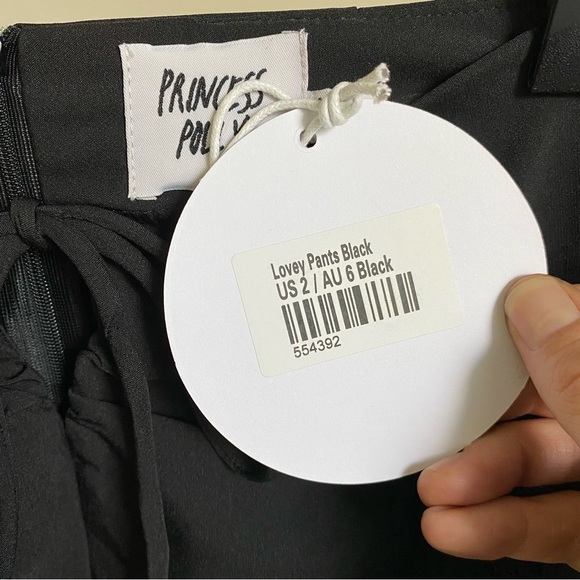 PRINCESS
POLLY
Lovey Pants Black
US 2 / AU 6 Black
554392